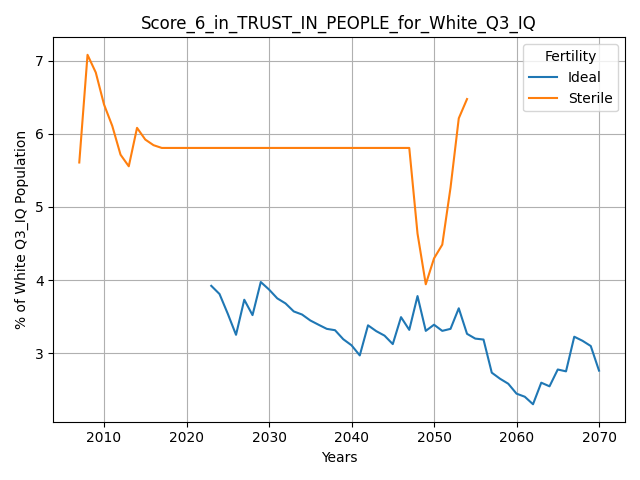 Score_6_in_TRUST_IN_PEOPLE_for_White_Q3_IQ
% of White Q3_IQ Population
7
6
5
4
3
Fertility
Ideal
Sterile
2010 2020 2030 2040 2050 2060 2070
Years